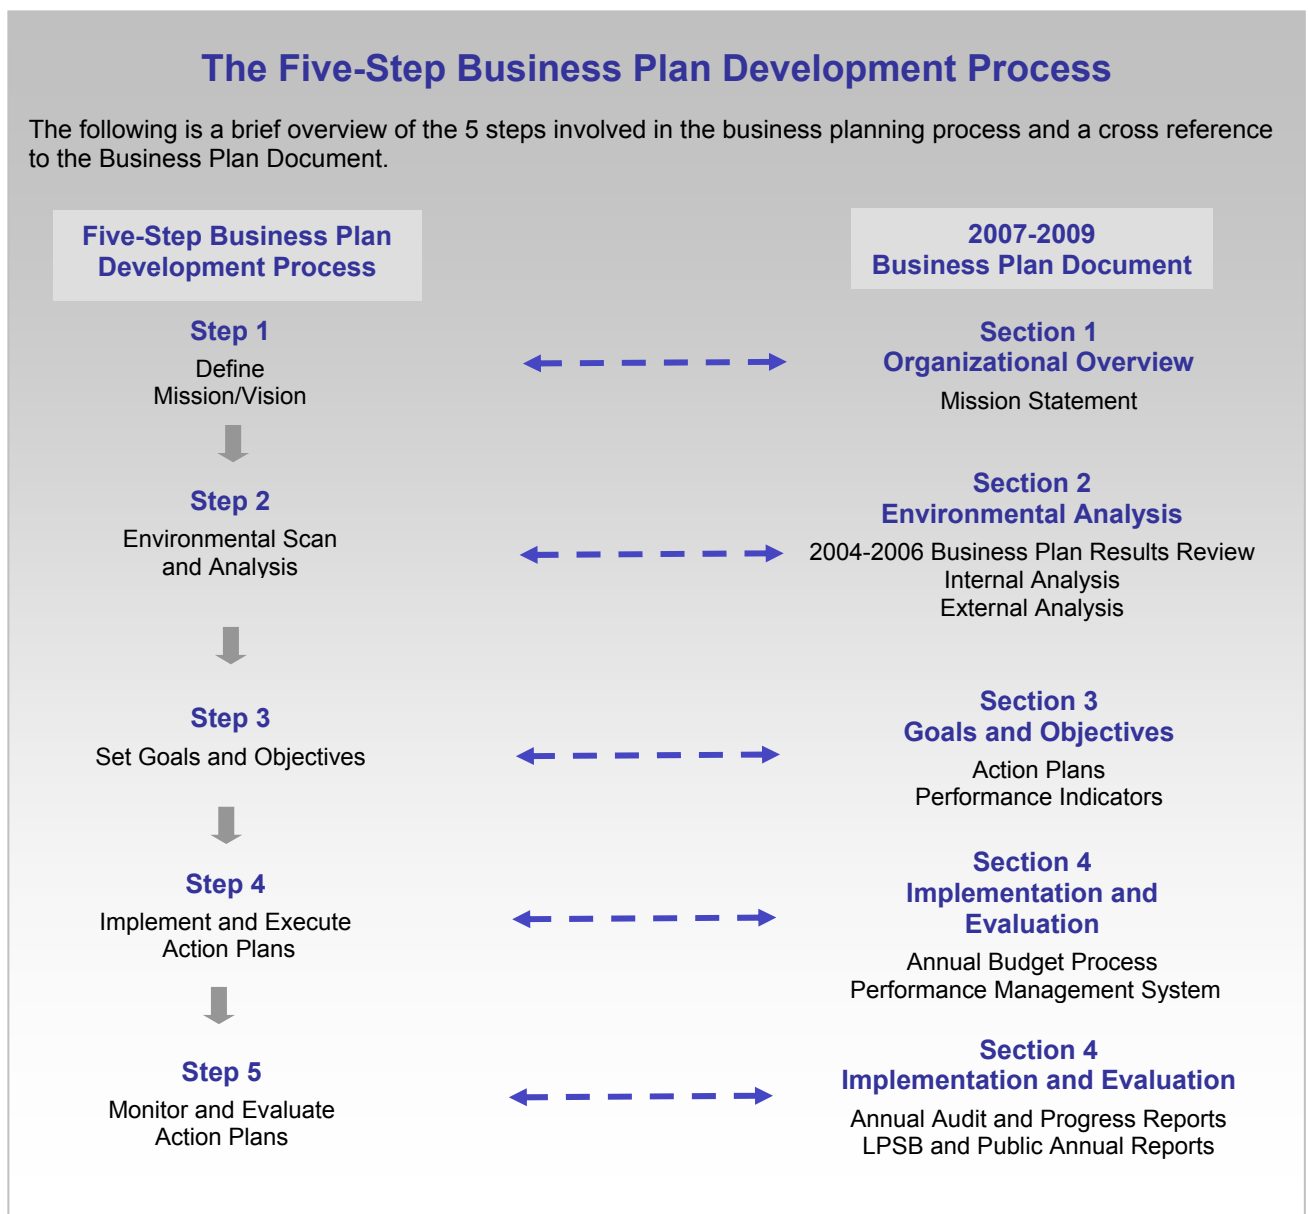 The Five-Step Business Plan Development Process
The following is a brief overview of the 5 steps involved in the business planning process and a cross reference
to the Business Plan Document.
Five-Step Business Plan
Development Process
2007-2009
Business Plan Document
Step 1
Define
Mission/Vision
Section 1
Organizational Overview
Mission Statement
Step 2
Environmental Scan
and Analysis
Section 2
Environmental Analysis
2004-2006 Business Plan Results Review
Internal Analysis
External Analysis
Step 3
Set Goals and Objectives
Section 3
Goals and Objectives
Action Plans
Performance Indicators
Step 4
Implement and Execute
Action Plans
Section 4
Implementation and
Evaluation
Annual Budget Process
Performance Management System
Step 5
Monitor and Evaluate
Action Plans
Section 4
Implementation and Evaluation
Annual Audit and Progress Reports
LPSB and Public Annual Reports